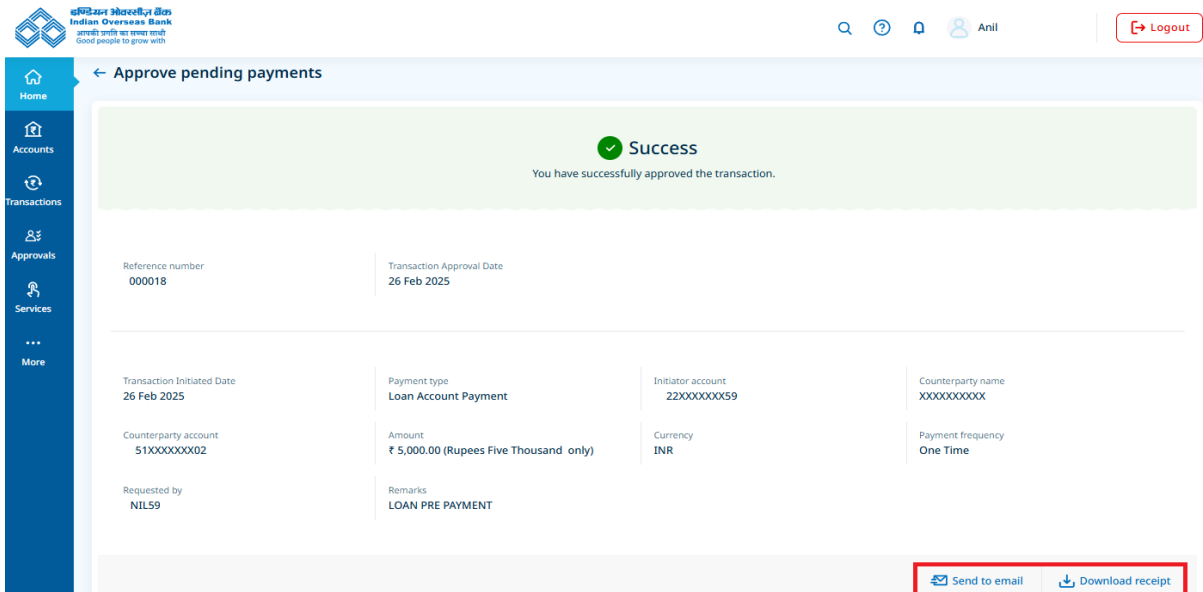 इण्डियन ओवरसीज़ बैंक
Indian Overseas Bank
आपकी प्रगति का सच्चा साथी
Good people to grow with
Anil
Logout
Approve pending payments
Home
Accounts
Transactions
Approvals
Services
More
Success
You have successfully approved the transaction.
Reference number
000018
Transaction Approval Date
26 Feb 2025
Transaction Initiated Date
26 Feb 2025
Payment type
Loan Account Payment
Initiator account
22XXXXXXX59
Counterparty name
XXXXXXXXXX
Counterparty account
51XXXXXXX02
Amount
₹ 5,000.00 (Rupees Five Thousand only)
Currency
INR
Payment frequency
One Time
Requested by
NIL59
Remarks
LOAN PRE PAYMENT
Send to email
Download receipt